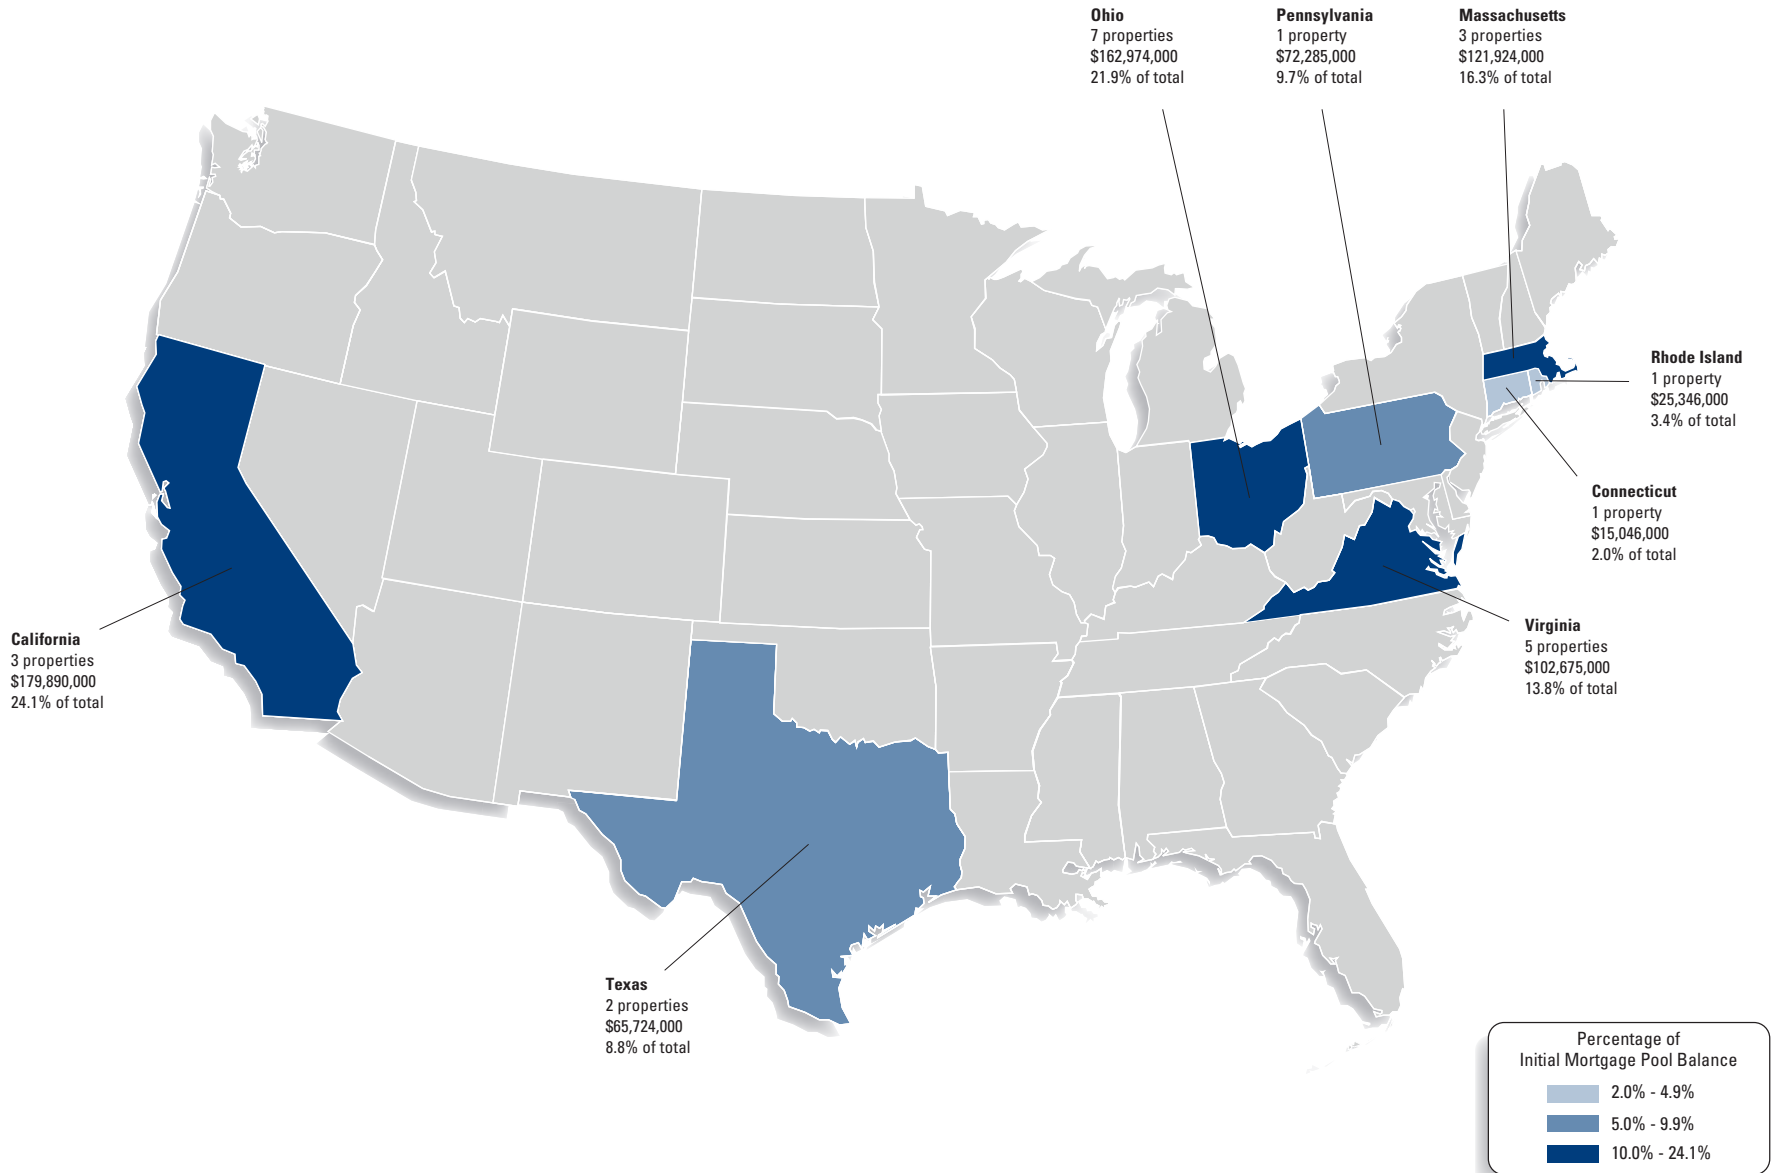 Ohio
7 properties
$162,974,000
21.9% of total
Pennsylvania
1 property
$72,285,000
9.7% of total
Massachusetts
3 properties
$121,924,000
16.3% of total
Rhode Island
1 property
$25,346,000
3.4% of total
Connecticut
1 property
$15,046,000
2.0% of total
Virginia
5 properties
$102,675,000
13.8% of total
California
3 properties
$179,890,000
24.1% of total
Texas
2 properties
$65,724,000
8.8% of total
Percentage of
Initial Mortgage Pool Balance
2.0% - 4.9%
5.0% - 9.9%
10.0% - 24.1%